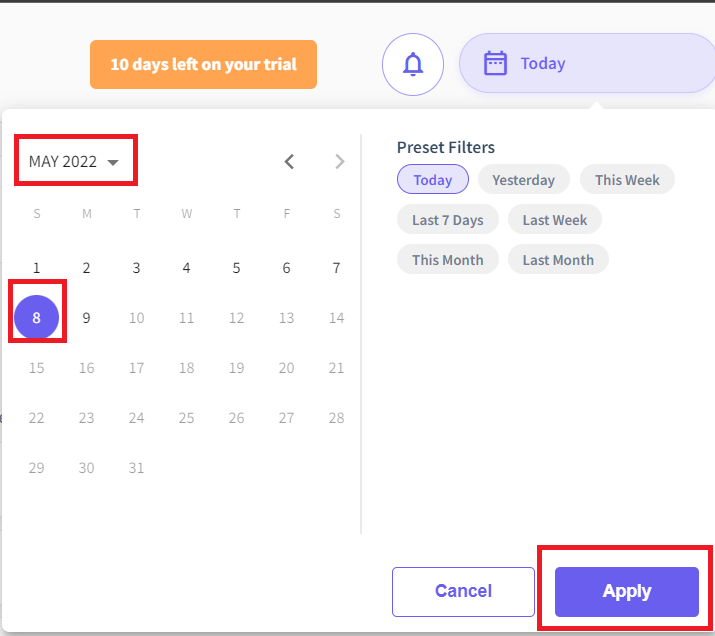 10 days left on your trial
Today
MAY 2022
S M T W T F S
1 2 3 4 5 6 7
8 9 10 11 12 13 14
15 16 17 18 19 20 21
22 23 24 25 26 27 28
29 30 31
Preset Filters
Today Yesterday This Week
Last 7 Days Last Week
This Month Last Month
Cancel Apply